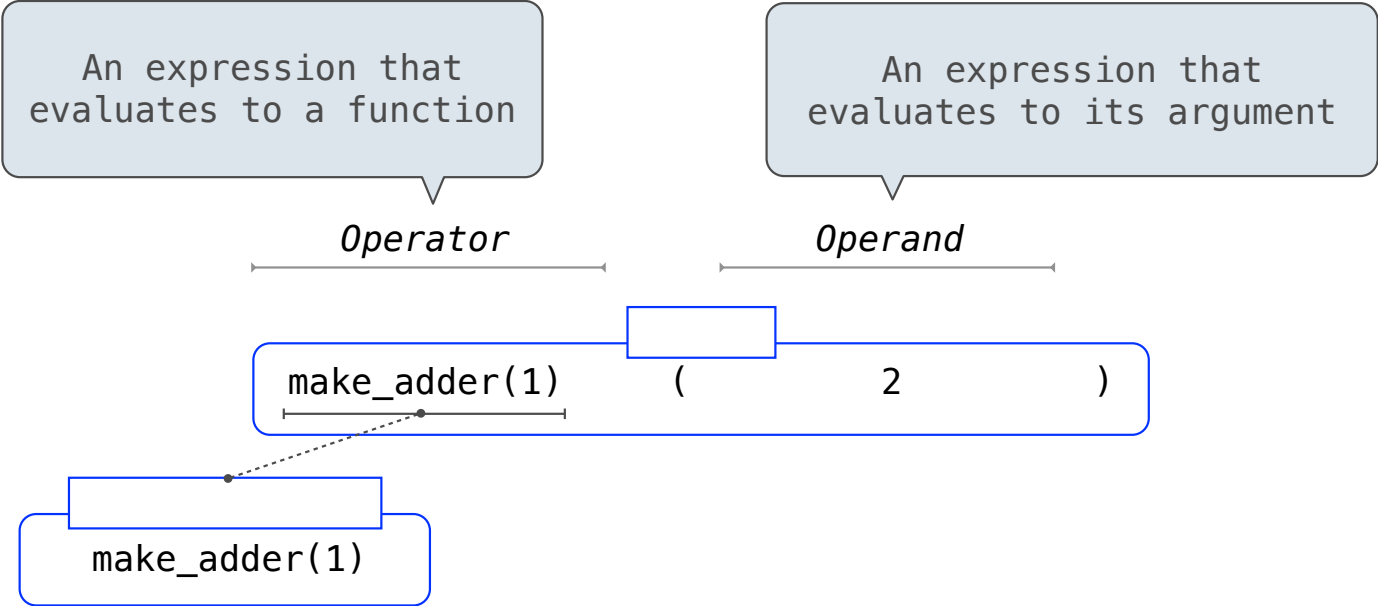 An expression that
evaluates to a function
An expression that
evaluates to its argument
Operator
Operand
make_adder(1) ( 2 )
make_adder(1)